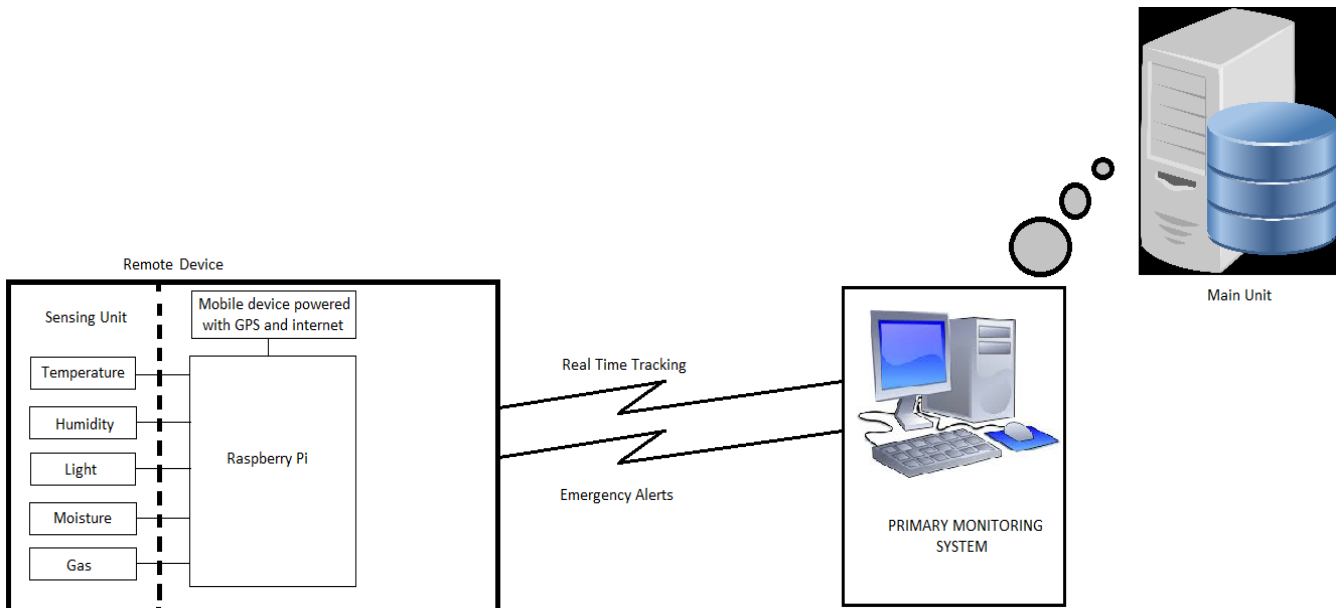 Main Unit
Remote Device
Sensing Unit
Mobile device powered
with GPS and internet
Temperature
Humidity
Light
Moisture
Gas
Raspberry Pi
Real Time Tracking
Emergency Alerts
PRIMARY MONITORING
SYSTEM